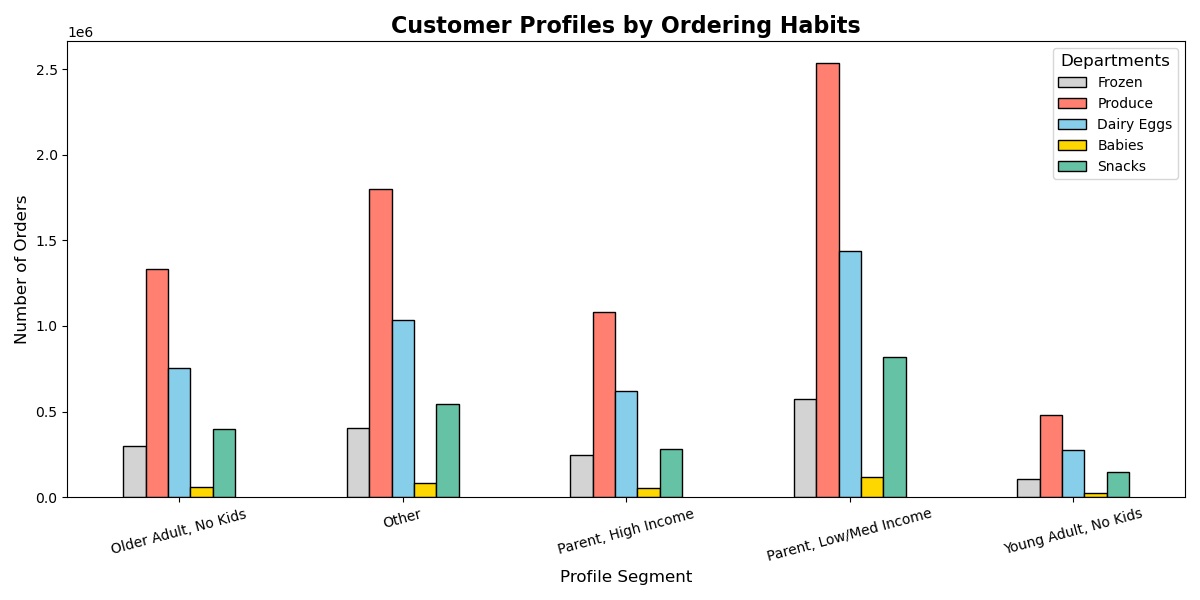 Customer Profiles by Ordering Habits
1e6
2.5
2.0
1.5
1.0
0.5
0.0
Number of Orders
Departments
Frozen
Produce
Dairy Eggs
Babies
Snacks
Older Adult, No Kids
Other
Parent, High Income
Parent, Low/Med Income
Young Adult, No Kids
Profile Segment